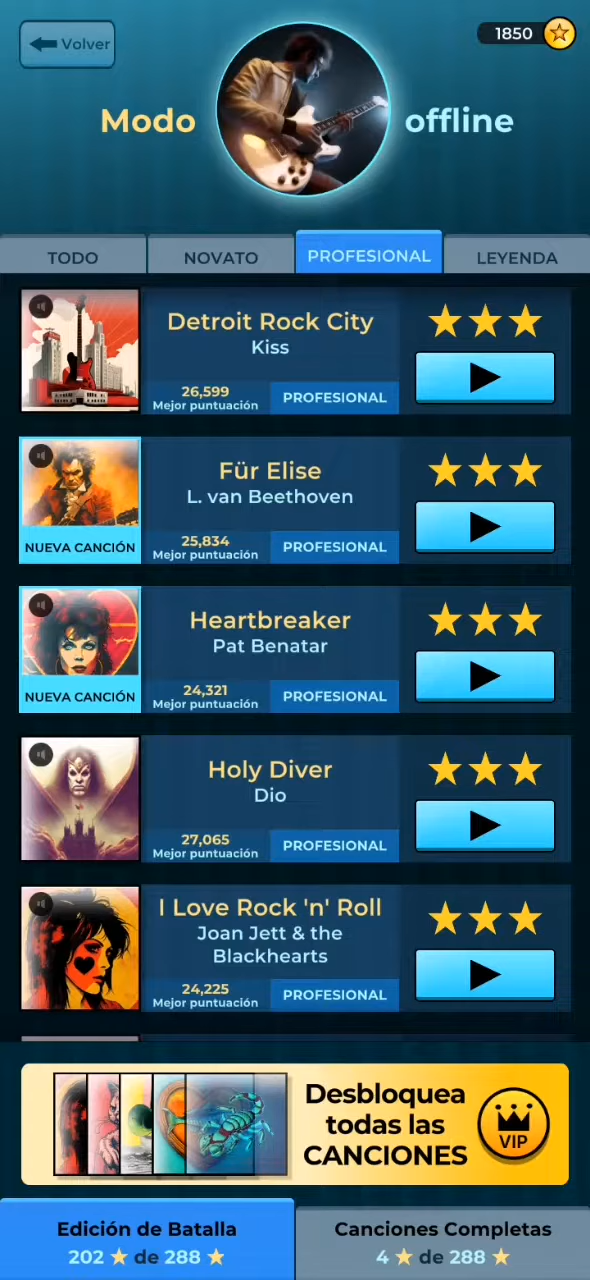 Volver
1850
Modo offline
TODO NOVATO PROFESIONAL LEYENDA
Detroit Rock City
Kiss
26,599
Mejor puntuación
PROFESIONAL
Für Elise
L. van Beethoven
NUEVA CANCIÓN
25,834
Mejor puntuación
PROFESIONAL
Heartbreaker
Pat Benatar
NUEVA CANCIÓN
24,321
Mejor puntuación
PROFESIONAL
Holy Diver
Dio
27,065
Mejor puntuación
PROFESIONAL
I Love Rock 'n' Roll
Joan Jett & the
Blackhearts
24,225
Mejor puntuación
PROFESIONAL
Desbloquea
todas las
CANCIONES
VIP
Edición de Batalla
202 de 288
Canciones Completas
4 de 288